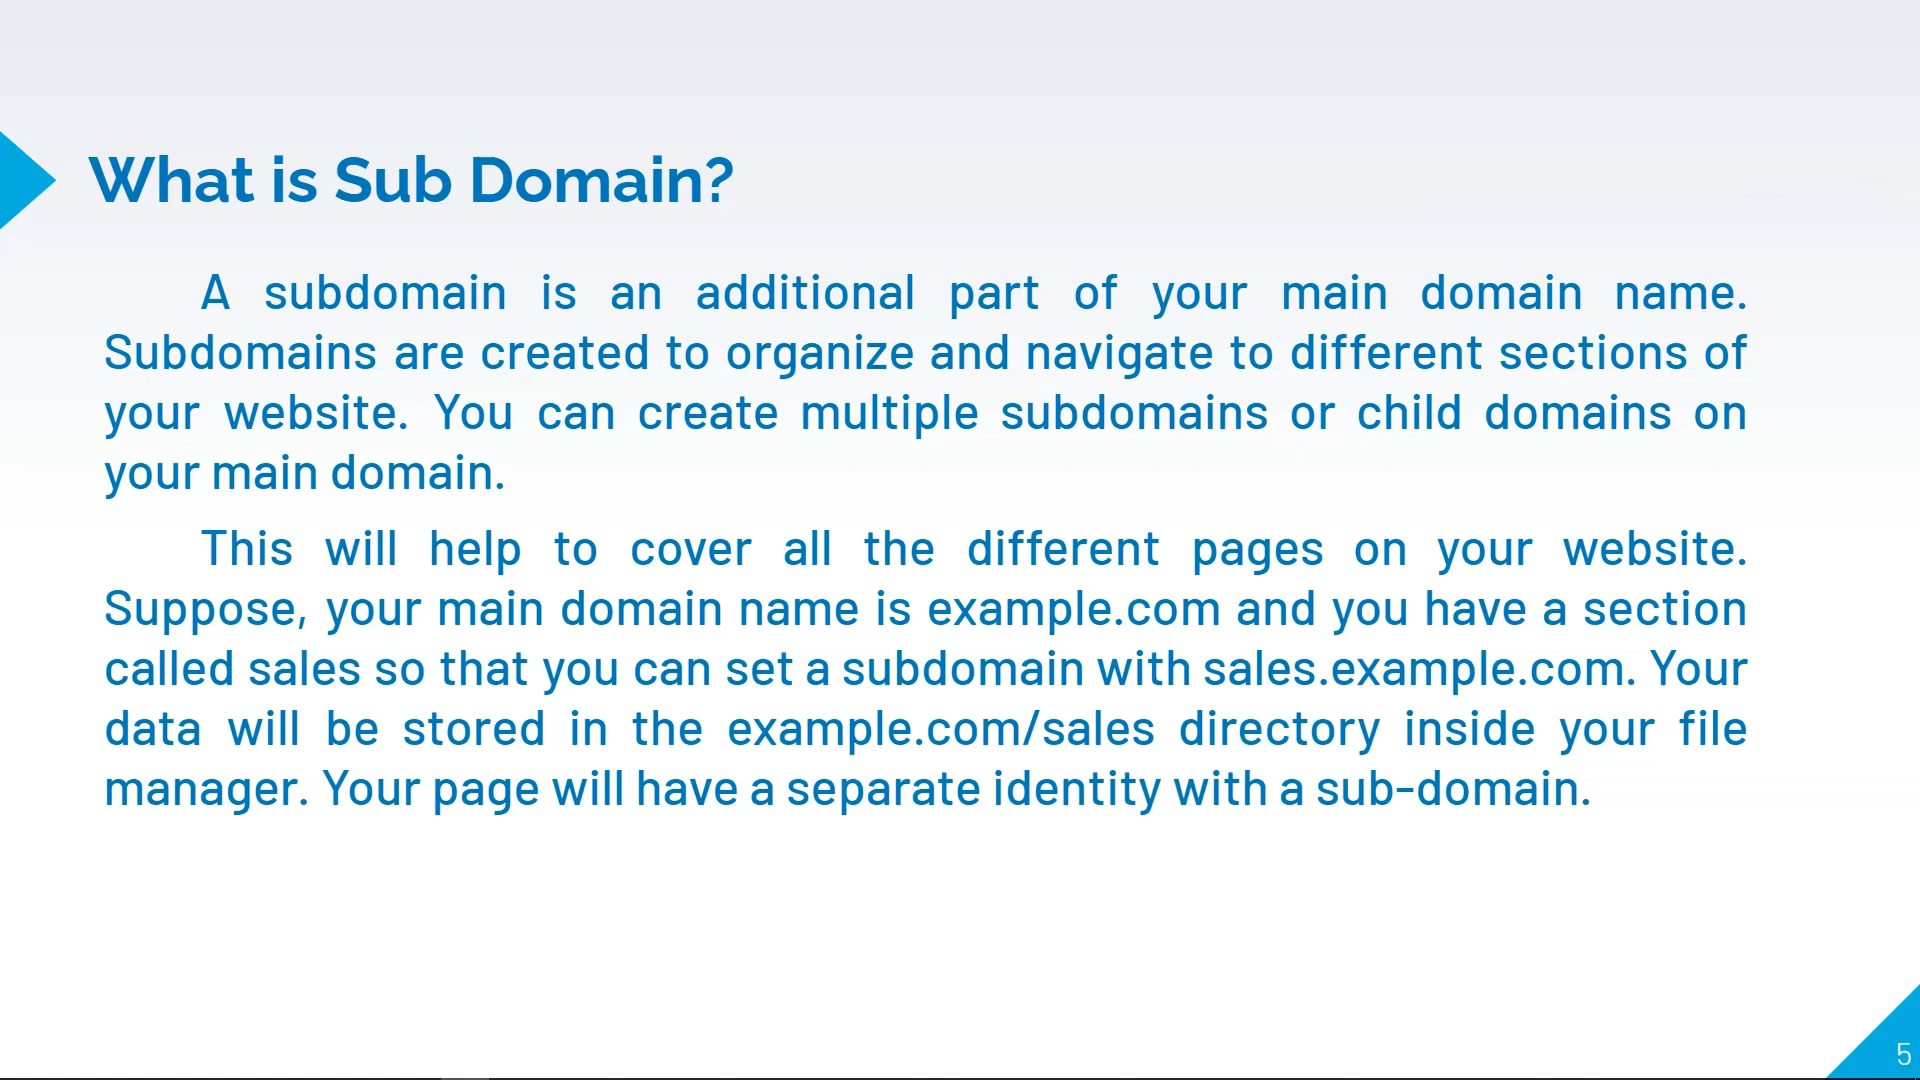 What is Sub Domain?
A subdomain is an additional part of your main domain name.
Subdomains are created to organize and navigate to different sections of
your website. You can create multiple subdomains or child domains on
your main domain.
This will help to cover all the different pages on your website.
Suppose, your main domain name is example.com and you have a section
called sales so that you can set a subdomain with sales.example.com. Your
data will be stored in the example.com/sales directory inside your file
manager. Your page will have a separate identity with a sub-domain.
5